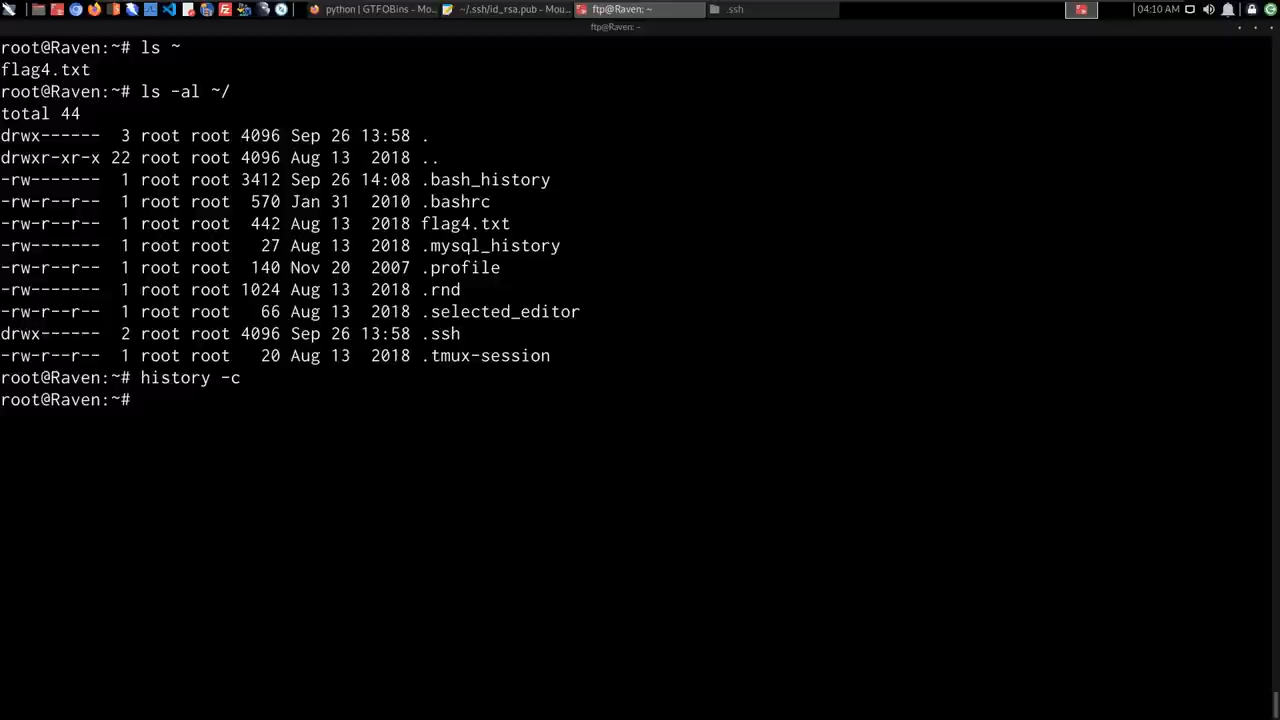 python | GTFOBins - Mo... ~/.ssh/id_rsa.pub - Mou... ftp@Raven: ~ .ssh 04:10 AM
ftp@Raven: ~
root@Raven:~# ls ~
flag4.txt
root@Raven:~# ls -al ~/
total 44
drwx------  3 root root 4096 Sep 26 13:58 .
drwxr-xr-x 22 root root 4096 Aug 13  2018 ..
-rw-------  1 root root 3412 Sep 26 14:08 .bash_history
-rw-r--r--  1 root root  570 Jan 31  2010 .bashrc
-rw-r--r--  1 root root  442 Aug 13  2018 flag4.txt
-rw-------  1 root root   27 Aug 13  2018 .mysql_history
-rw-r--r--  1 root root  140 Nov 20  2007 .profile
-rw-------  1 root root 1024 Aug 13  2018 .rnd
-rw-r--r--  1 root root   66 Aug 13  2018 .selected_editor
drwx------  2 root root 4096 Sep 26 13:58 .ssh
-rw-r--r--  1 root root   20 Aug 13  2018 .tmux-session
root@Raven:~# history -c
root@Raven:~#